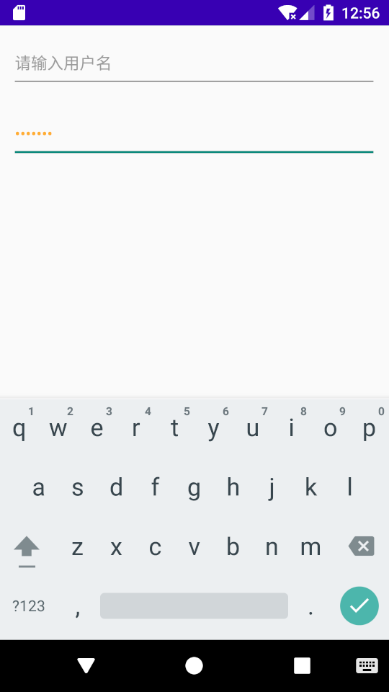 12:56
请输入用户名
•••••••
1 2 3 4 5 6 7 8 9 0
q w e r t y u i o p
a s d f g h j k l
z x c v b n m
?123 , .